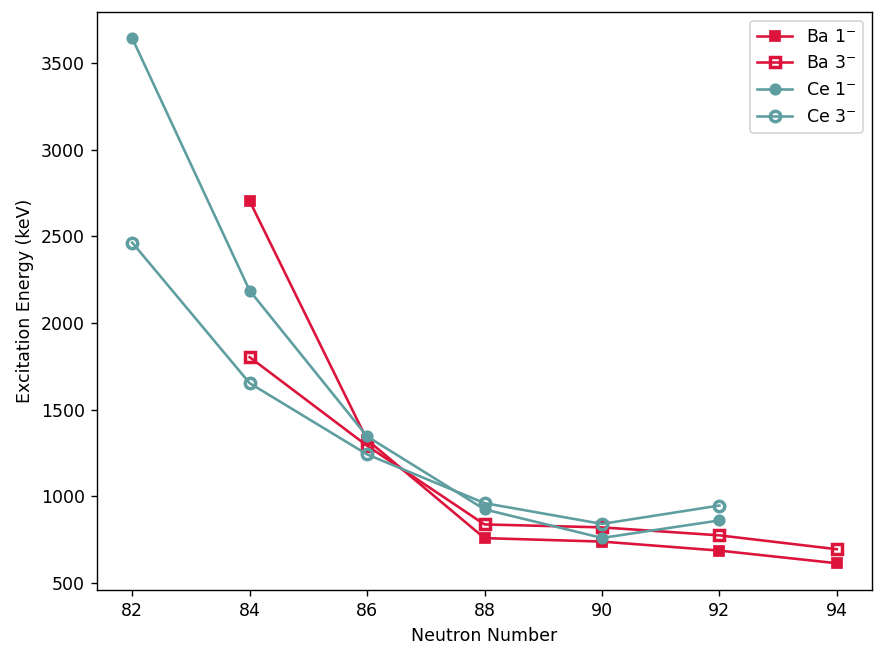 Ba 1⁻
Ba 3⁻
Ce 1⁻
Ce 3⁻
Excitation Energy (keV)
3500
3000
2500
2000
1500
1000
500
82 84 86 88 90 92 94
Neutron Number